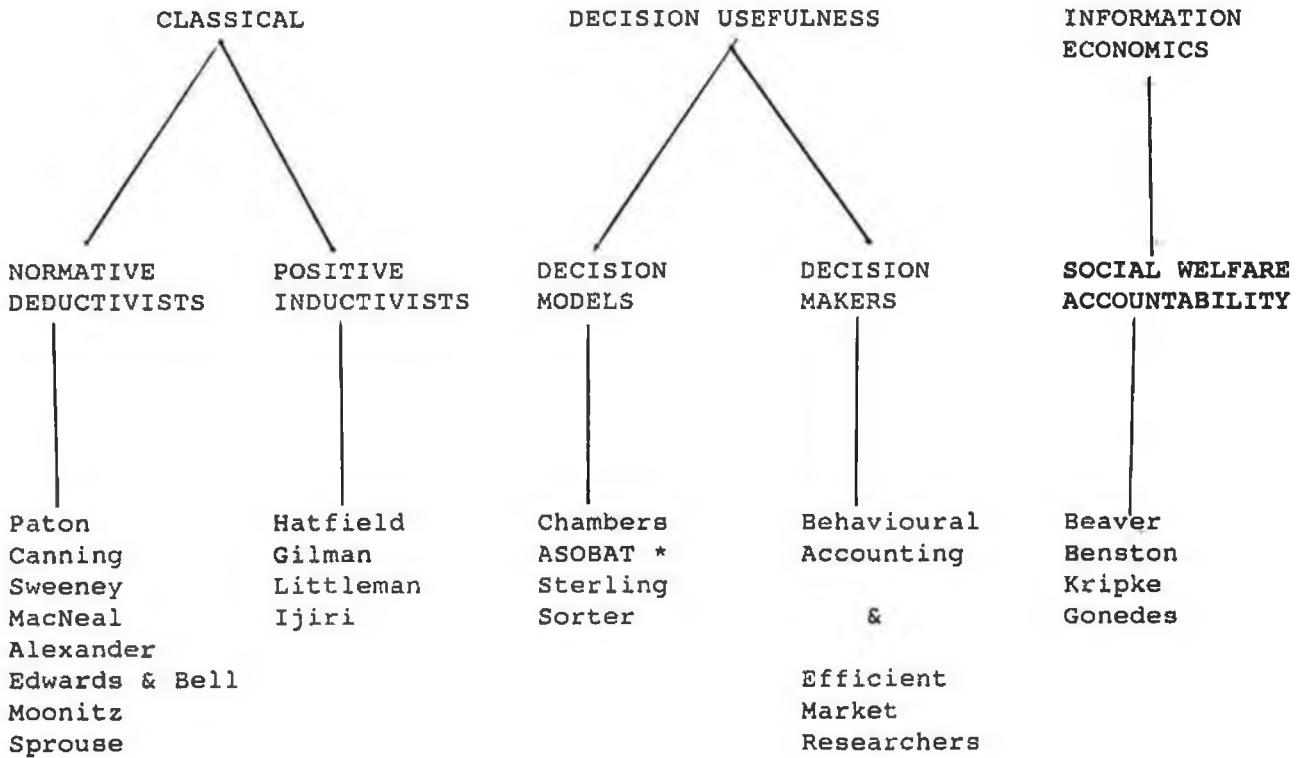 CLASSICAL
DECISION USEFULNESS
INFORMATION
ECONOMICS
NORMATIVE
DEDUCTIVISTS
POSITIVE
INDUCTIVISTS
DECISION
MODELS
DECISION
MAKERS
SOCIAL WELFARE
ACCOUNTABILITY
Paton
Canning
Sweeney
MacNeal
Alexander
Edwards & Bell
Moonitz
Sprouse
Hatfield
Gilman
Littleman
Ijiri
Chambers
ASOBAT *
Sterling
Sorter
Behavioural
Accounting
&
Efficient
Market
Researchers
Beaver
Benston
Kripke
Gonedes